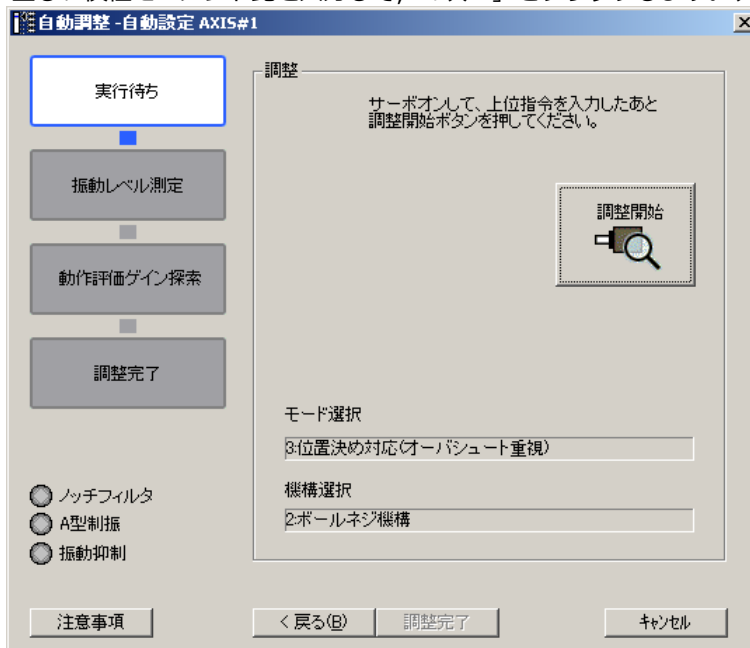 自動調整 -自動設定 AXIS#1
実行待ち
振動レベル測定
動作評価ゲイン探索
調整完了
ノッチフィルタ
A型制振
振動抑制
調整
サーボオンして、上位指令を入力したあと
調整開始ボタンを押してください。
調整開始
モード選択
3:位置決め対応(オーバシュート重視)
機構選択
2:ボールネジ機構
注意事項
< 戻る(B)
調整完了
キャンセル